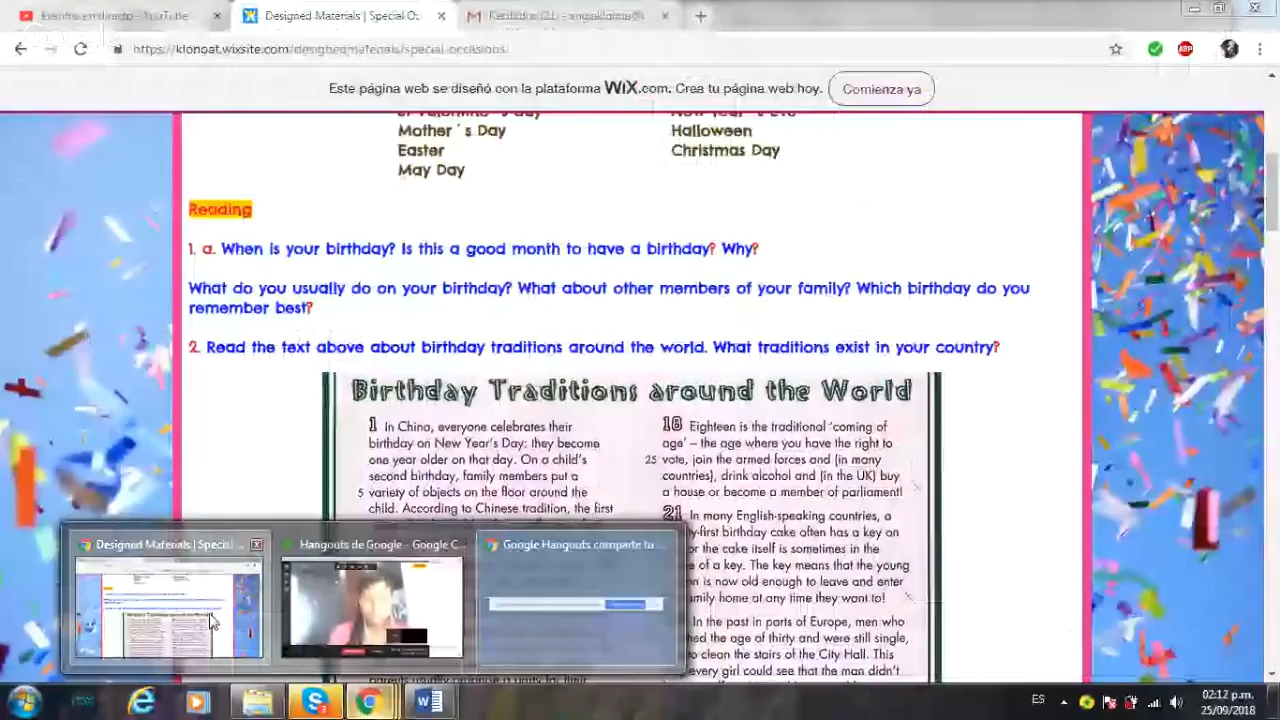 Eventos en directo - YouTube
Designed Materials | Special Oc
https://klonoat.wixsite.com/designedmaterials/special-occasions
ABP
Este página web se diseñó con la plataforma WiX.com. Crea tu página web hoy.
Comienza ya
Mother´s Day
Halloween
Easter
Christmas Day
May Day
Reading
1. a. When is your birthday? Is this a good month to have a birthday? Why?
What do you usually do on your birthday? What about other members of your family? Which birthday do you
remember best?
2. Read the text above about birthday traditions around the world. What traditions exist in your country?
Birthday Traditions around the World
1 In China, everyone celebrates their
birthday on New Year's Day: they become
one year older on that day. On a child's
second birthday, family members put a
5 variety of objects on the floor around the
child. According to Chinese tradition, the first
18 Eighteen is the traditional 'coming of
age' – the age where you have the right to
25 vote, join the armed forces and (in many
countries), drink alcohol and (in the UK) buy
a house or become a member of parliament!
21 In many English-speaking countries, a
ty-first birthday cake often has a key on
or the cake itself is sometimes in the
e of a key. The key means that the young
n is now old enough to leave and enter
amily home at any time they want to!
In the past in parts of Europe, men who
hed the age of thirty and were still single,
to clean the stairs of the City Hall. This
every girl could see that the man didn't
Designed Materials | Special ...
Hangouts de Google - Google C...
Google Hangouts comparte tu ...
ES
02:12 p.m.
25/09/2018